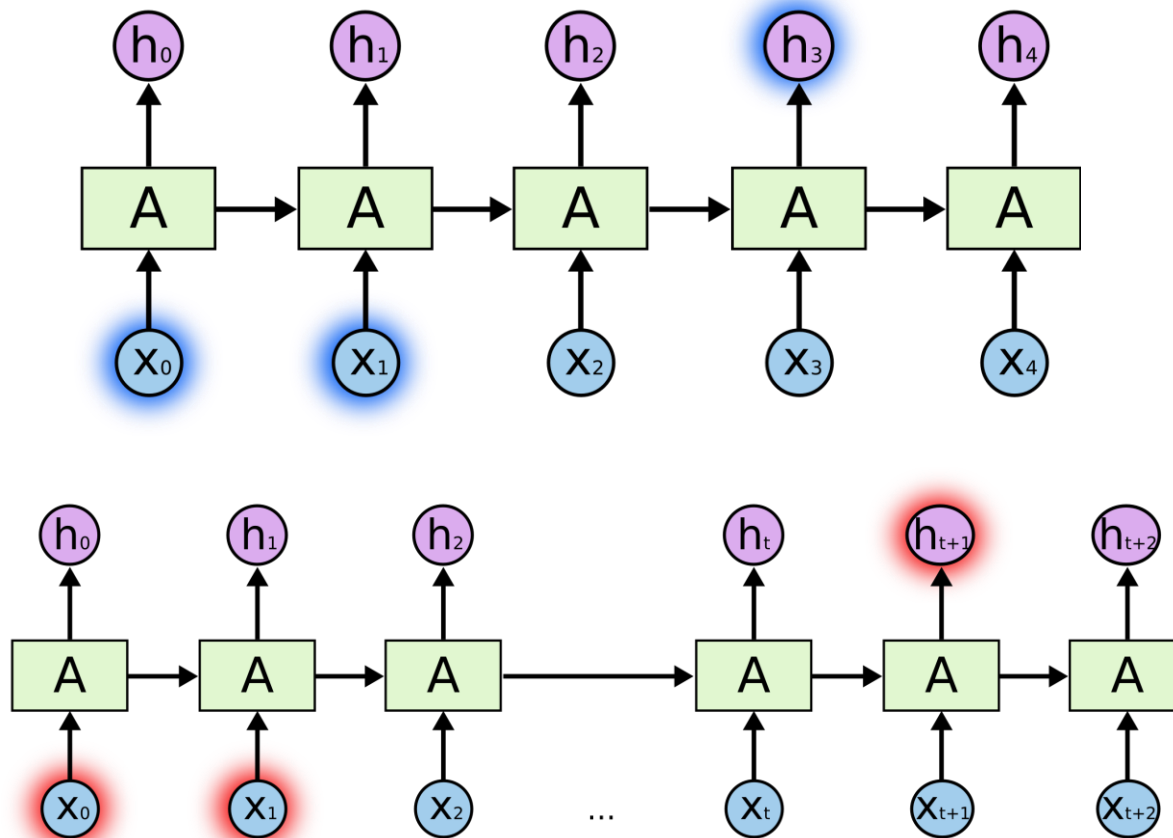 h₀ h₁ h₂ h₃ h₄
A A A A A
x₀ x₁ x₂ x₃ x₄
h₀ h₁ h₂ hₜ hₜ₊₁ hₜ₊₂
A A A A A A
x₀ x₁ x₂ ... xₜ xₜ₊₁ xₜ₊₂